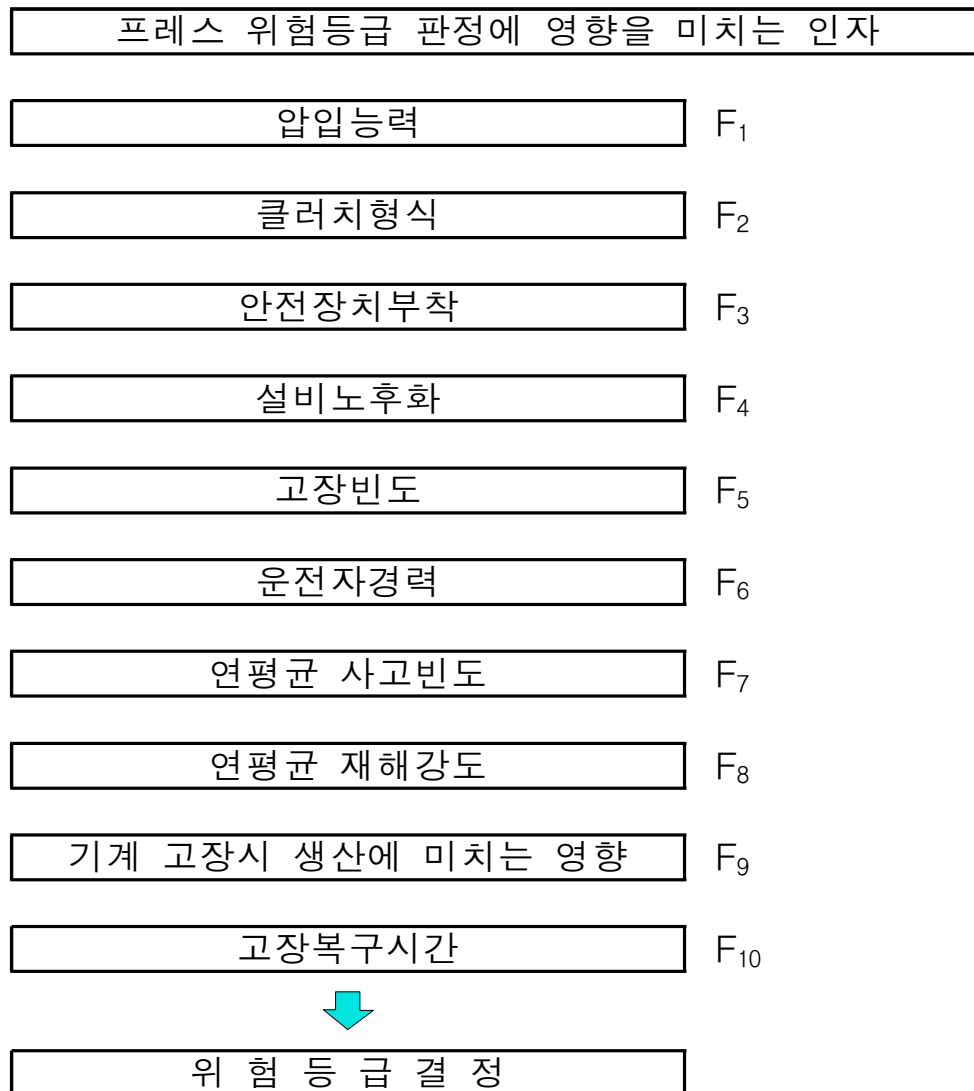 프레스 위험등급 판정에 영향을 미치는 인자
압입능력 F₁
클러치형식 F₂
안전장치부착 F₃
설비노후화 F₄
고장빈도 F₅
운전자경력 F₆
연평균 사고빈도 F₇
연평균 재해강도 F₈
기계 고장시 생산에 미치는 영향 F₉
고장복구시간 F₁₀
위 험 등 급 결 정